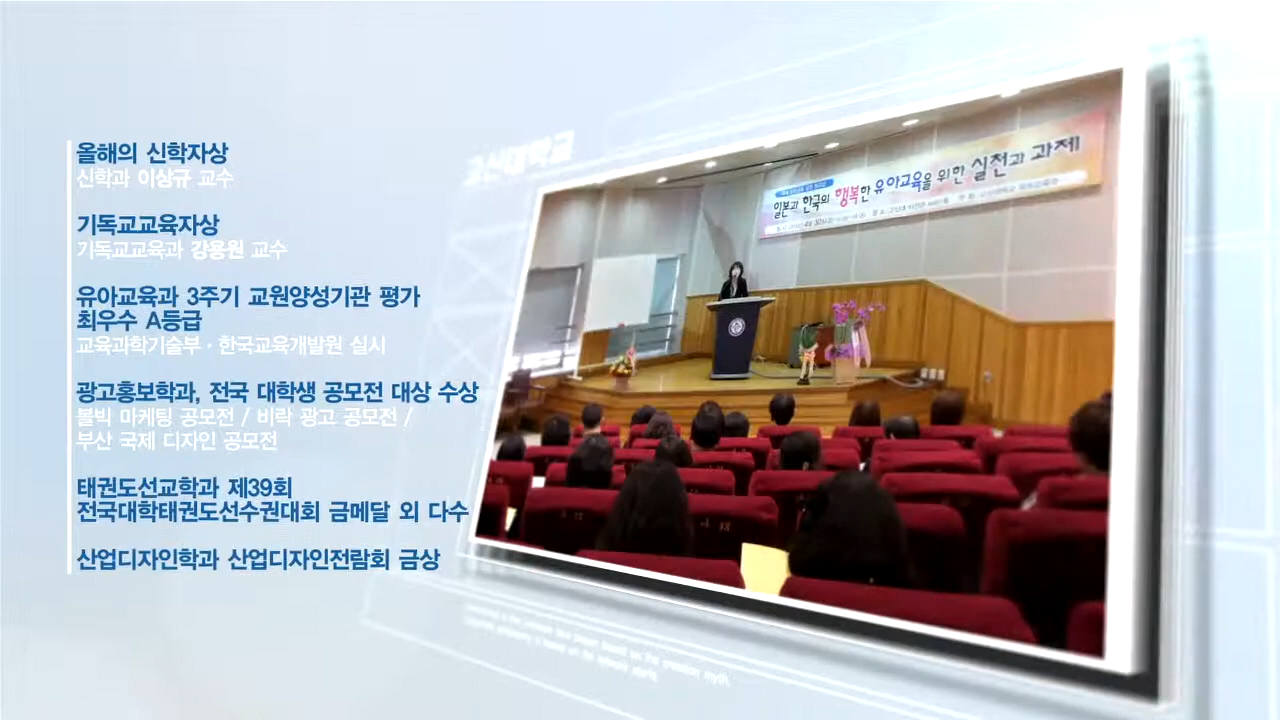 올해의 신학자상
신학과 이상규 교수
기독교교육자상
기독교교육과 강용원 교수
유아교육과 3주기 교원양성기관 평가
최우수 A등급
교육과학기술부 · 한국교육개발원 실시
광고홍보학과, 전국 대학생 공모전 대상 수상
볼빅 마케팅 공모전 / 비락 광고 공모전 /
부산 국제 디자인 공모전
태권도선교학과 제39회
전국대학태권도선수권대회 금메달 외 다수
산업디자인학과 산업디자인전람회 금상
고신대학교
일본과 한국의 행복한 유아교육을 위한 실천과 과제